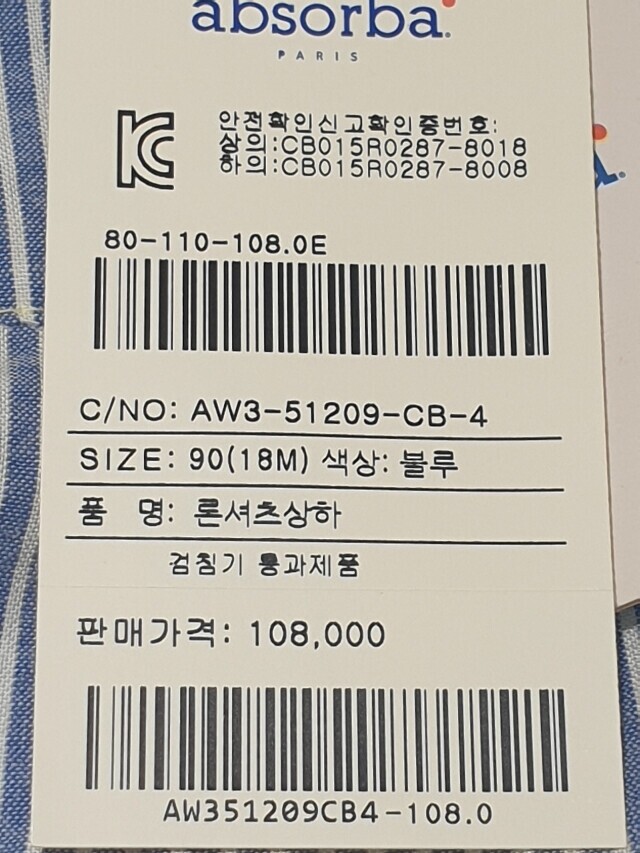 absorba.
PARIS
안전확인신고확인증번호:
상의:CB015R0287-8018
하의:CB015R0287-8008
80-110-108.0E
C/NO: AW3-51209-CB-4
SIZE: 90(18M) 색상: 불루
품 명: 론셔츠상하
검침기 통과제품
판매가격: 108,000
AW351209CB4-108.0